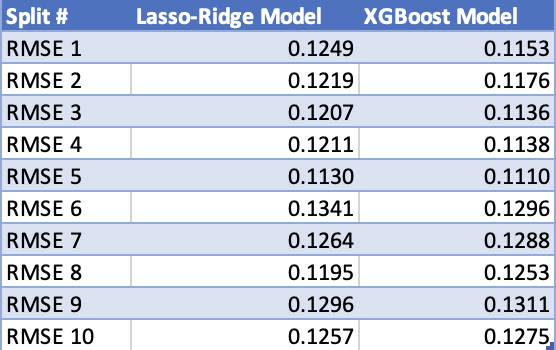 Split # Lasso-Ridge Model XGBoost Model
RMSE 1 0.1249 0.1153
RMSE 2 0.1219 0.1176
RMSE 3 0.1207 0.1136
RMSE 4 0.1211 0.1138
RMSE 5 0.1130 0.1110
RMSE 6 0.1341 0.1296
RMSE 7 0.1264 0.1288
RMSE 8 0.1195 0.1253
RMSE 9 0.1296 0.1311
RMSE 10 0.1257 0.1275